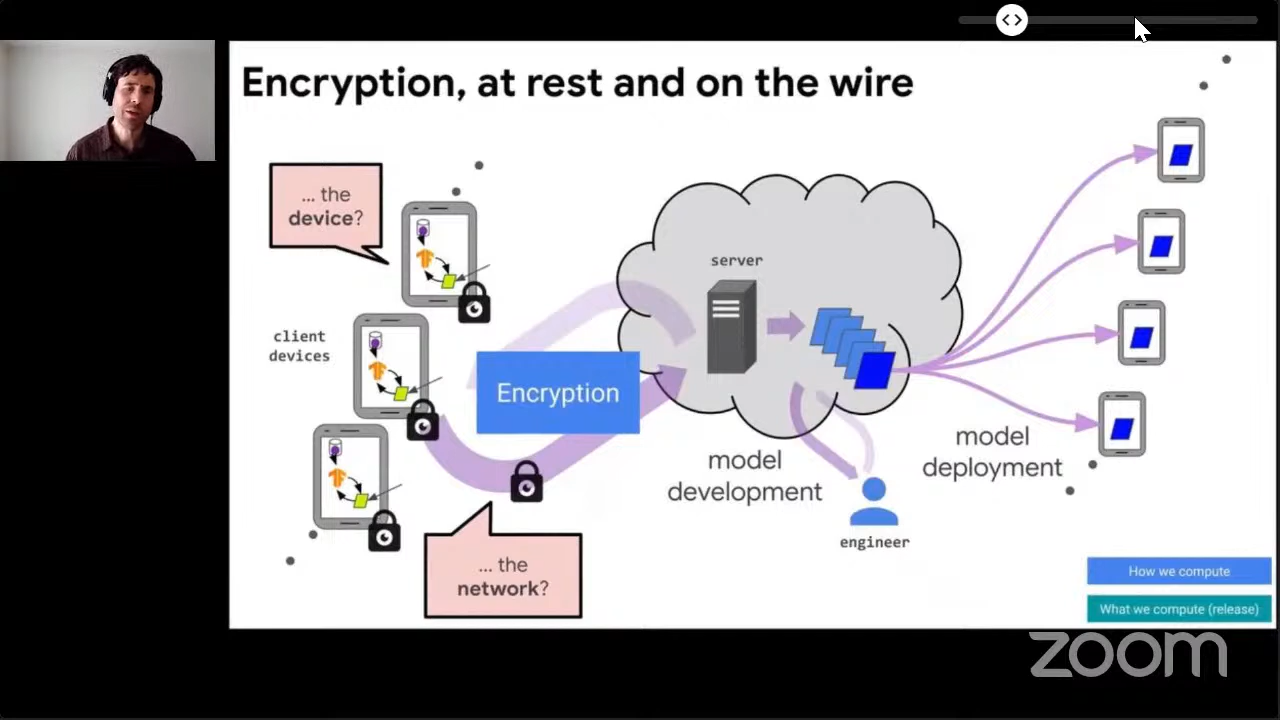 Encryption, at rest and on the wire
... the
device?
client
devices
Encryption
... the
network?
server
model
development
engineer
model
deployment
How we compute
What we compute (release)
zoom